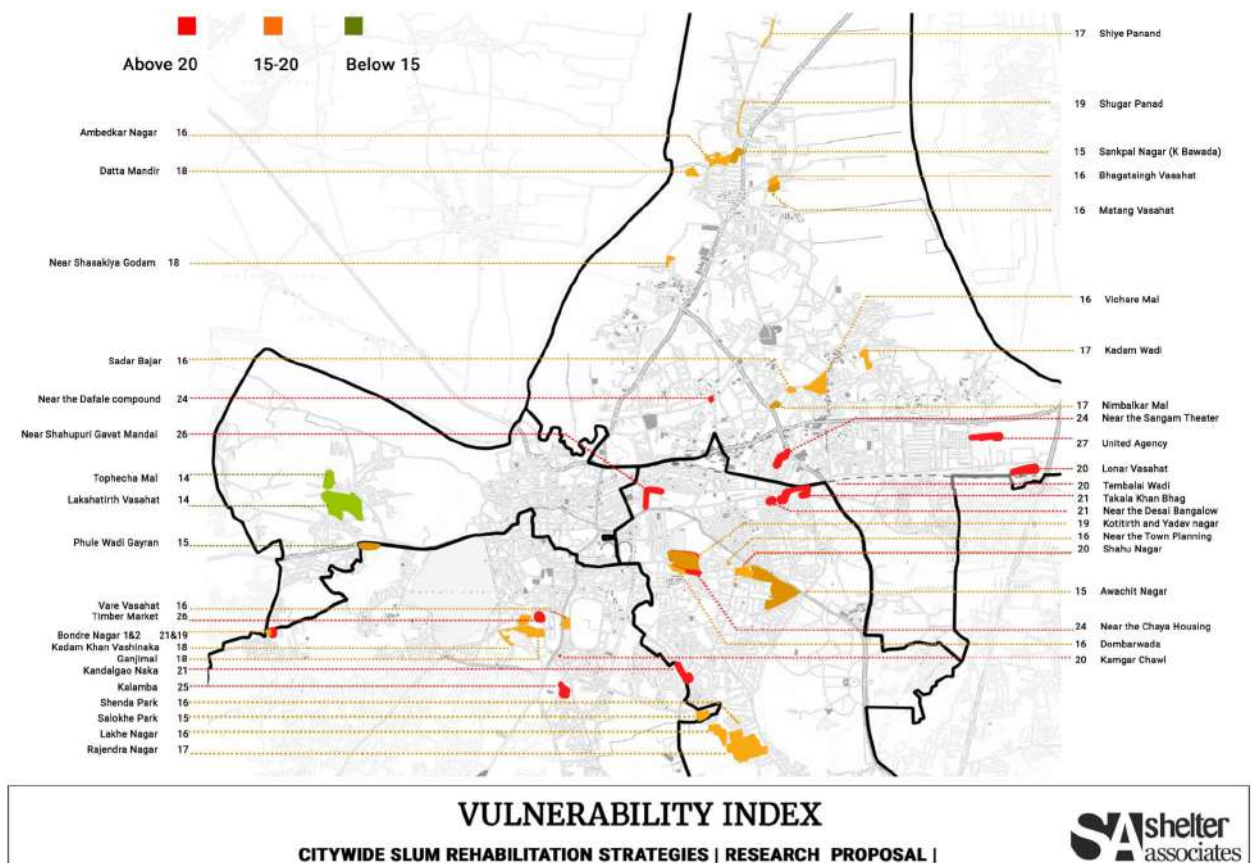 Above 20 15-20 Below 15
Ambedkar Nagar 16
Datta Mandir 18
Near Shasakiya Godam 18
Sadar Bajar 16
Near the Dafale compound 24
Near Shahupuri Gavat Mandai 26
Tophecha Mal 14
Lakshatirth Vasahat 14
Phule Wadi Gayran 15
Vare Vasahat 16
Timber Market 26
Bondre Nagar 1&2 21&19
Kadam Khan Vashinaka 18
Ganjimal 18
Kandalgao Naka 21
Kalamba 25
Shenda Park 16
Salokhe Park 15
Lakhe Nagar 16
Rajendra Nagar 17
17 Shiye Panand
19 Shugar Panad
15 Sankpal Nagar (K Bawada)
16 Bhagatsingh Vasahat
16 Matang Vasahat
16 Vichare Mal
17 Kadam Wadi
17 Nimbalkar Mal
24 Near the Sangam Theater
27 United Agency
20 Lonar Vasahat
20 Tembalai Wadi
21 Takala Khan Bhag
21 Near the Desai Bangalow
19 Kotitirth and Yadav nagar
16 Near the Town Planning
20 Shahu Nagar
15 Awachit Nagar
24 Near the Chaya Housing
16 Dombarwada
20 Kamgar Chawl
VULNERABILITY INDEX
CITYWIDE SLUM REHABILITATION STRATEGIES | RESEARCH PROPOSAL |
SA shelter
associates